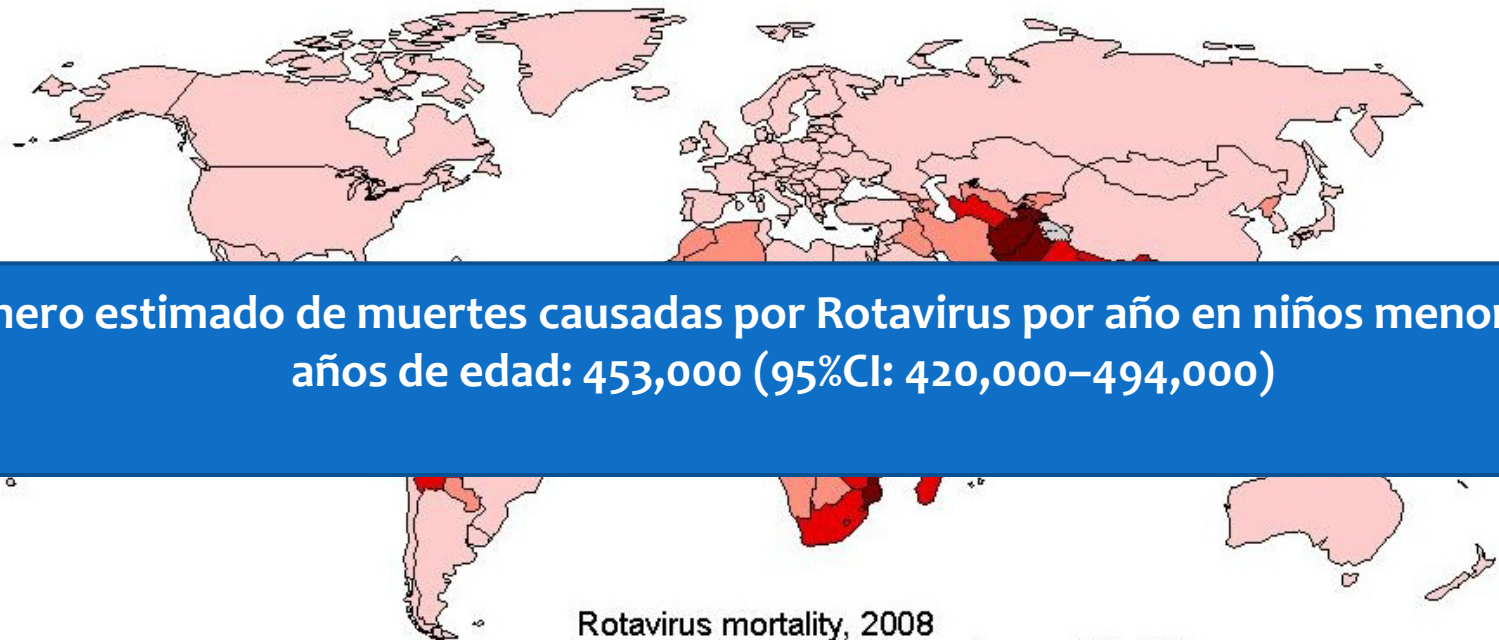 nero estimado de muertes causadas por Rotavirus por año en niños menor
años de edad: 453,000 (95%CI: 420,000–494,000)
Rotavirus mortality, 2008